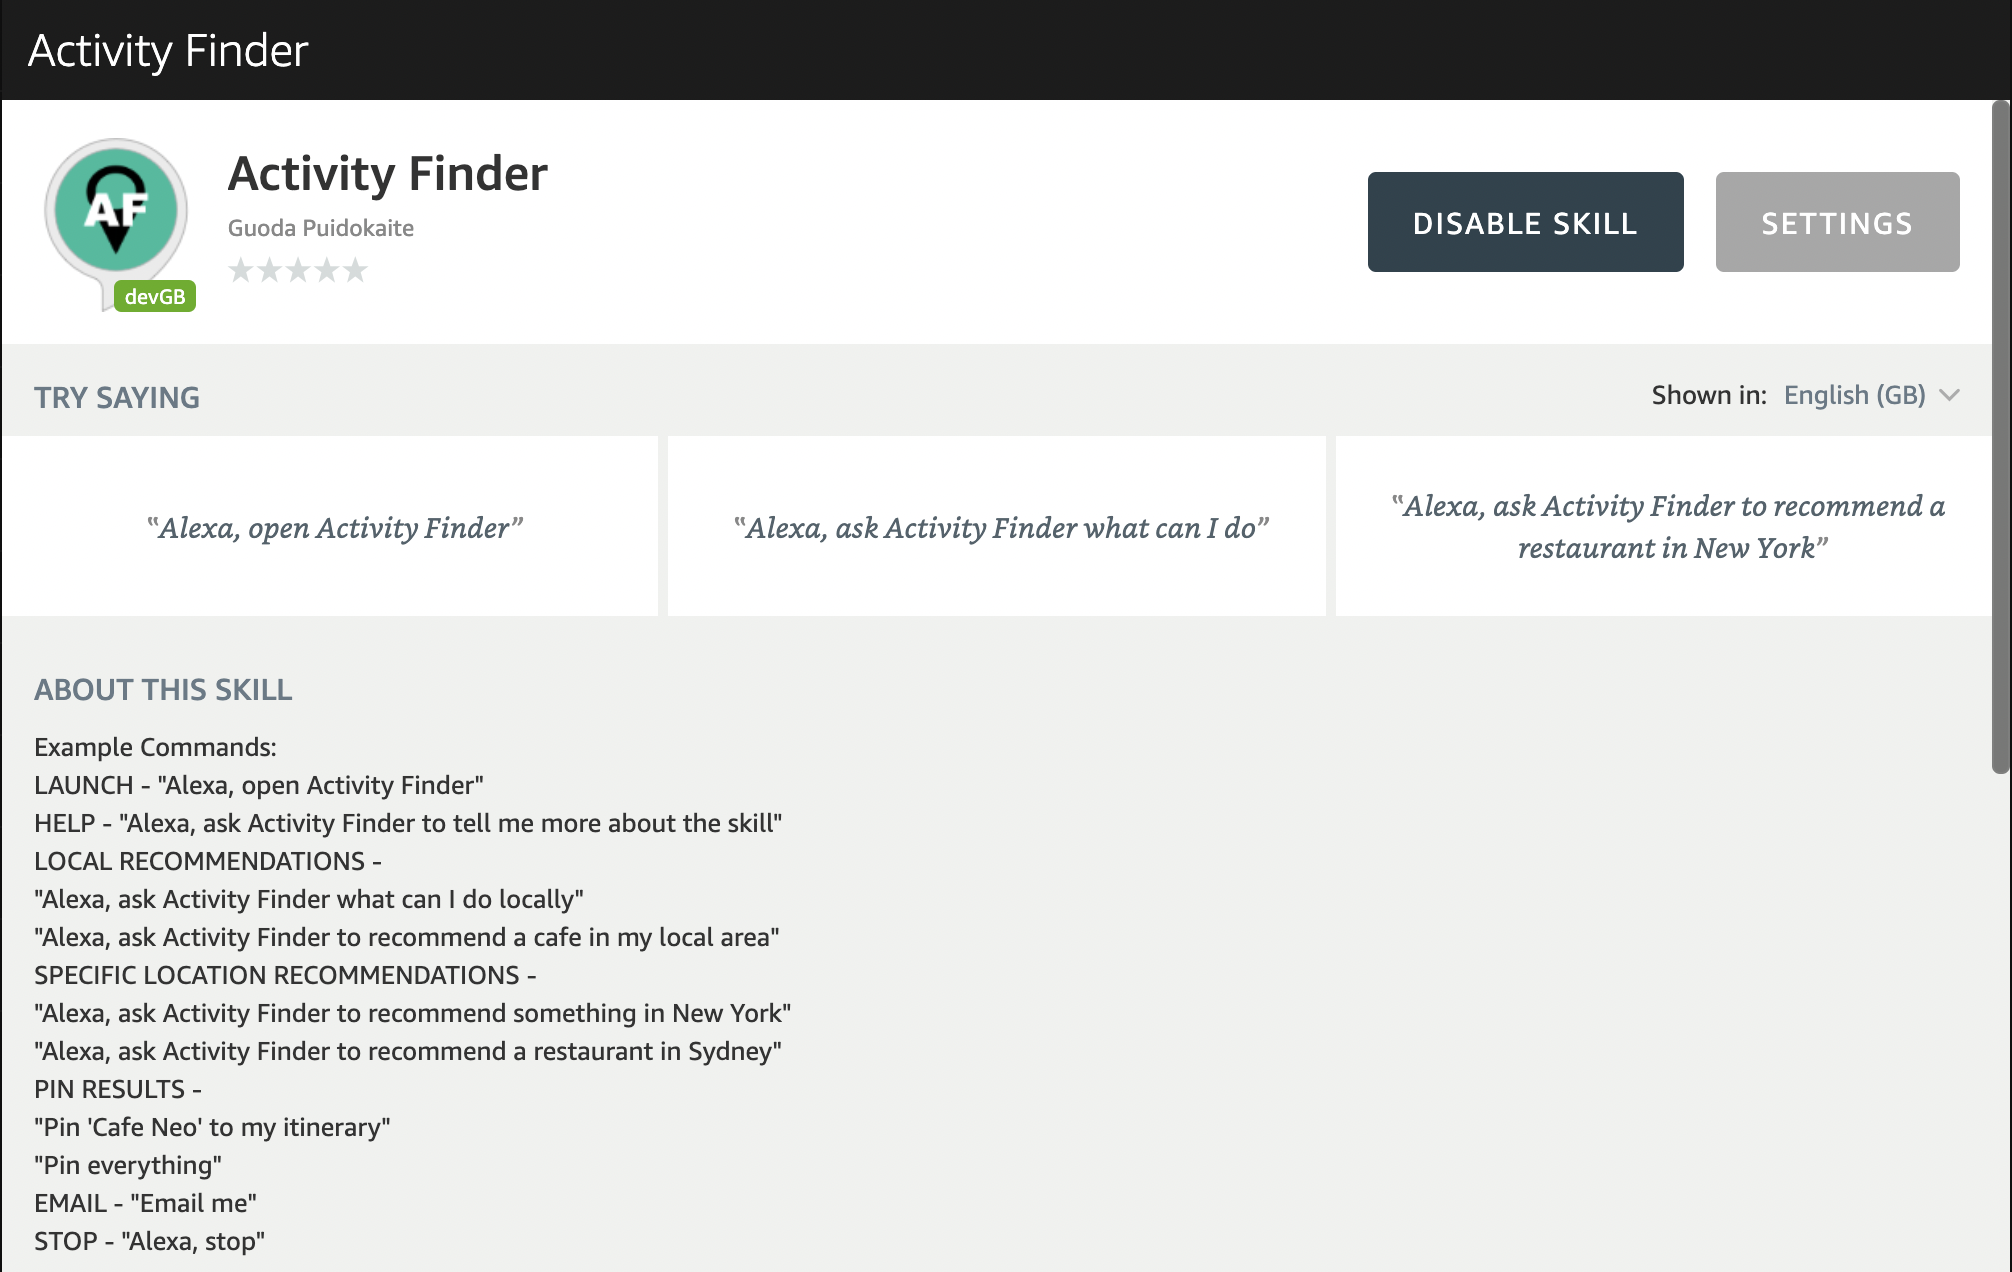 Activity Finder
AF
devGB
Activity Finder
Guoda Puidokaite
DISABLE SKILL
SETTINGS
TRY SAYING
Shown in: English (GB)
“Alexa, open Activity Finder”
“Alexa, ask Activity Finder what can I do”
“Alexa, ask Activity Finder to recommend a
restaurant in New York”
ABOUT THIS SKILL
Example Commands:
LAUNCH - "Alexa, open Activity Finder"
HELP - "Alexa, ask Activity Finder to tell me more about the skill"
LOCAL RECOMMENDATIONS -
"Alexa, ask Activity Finder what can I do locally"
"Alexa, ask Activity Finder to recommend a cafe in my local area"
SPECIFIC LOCATION RECOMMENDATIONS -
"Alexa, ask Activity Finder to recommend something in New York"
"Alexa, ask Activity Finder to recommend a restaurant in Sydney"
PIN RESULTS -
"Pin 'Cafe Neo' to my itinerary"
"Pin everything"
EMAIL - "Email me"
STOP - "Alexa, stop"